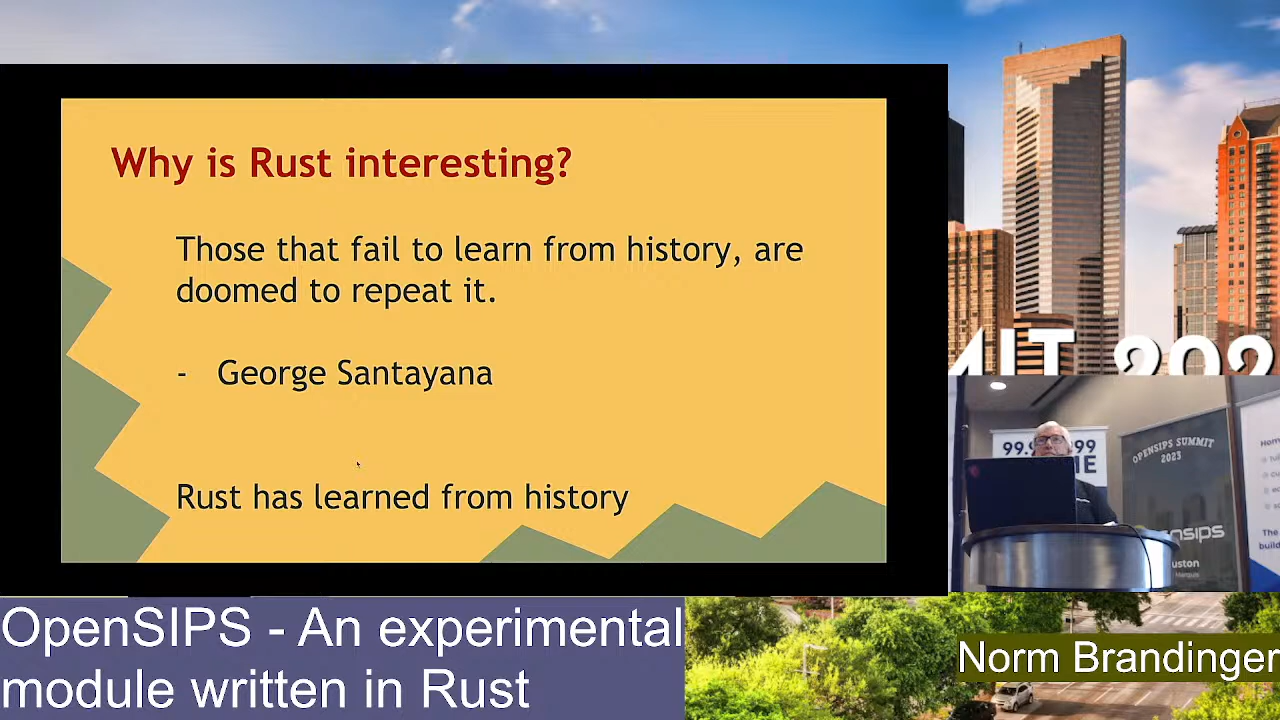 Why is Rust interesting?
Those that fail to learn from history, are
doomed to repeat it.
- George Santayana
Rust has learned from history
OPENSIPS SUMMIT
2023
OpenSIPS - An experimental
module written in Rust
Norm Brandinger